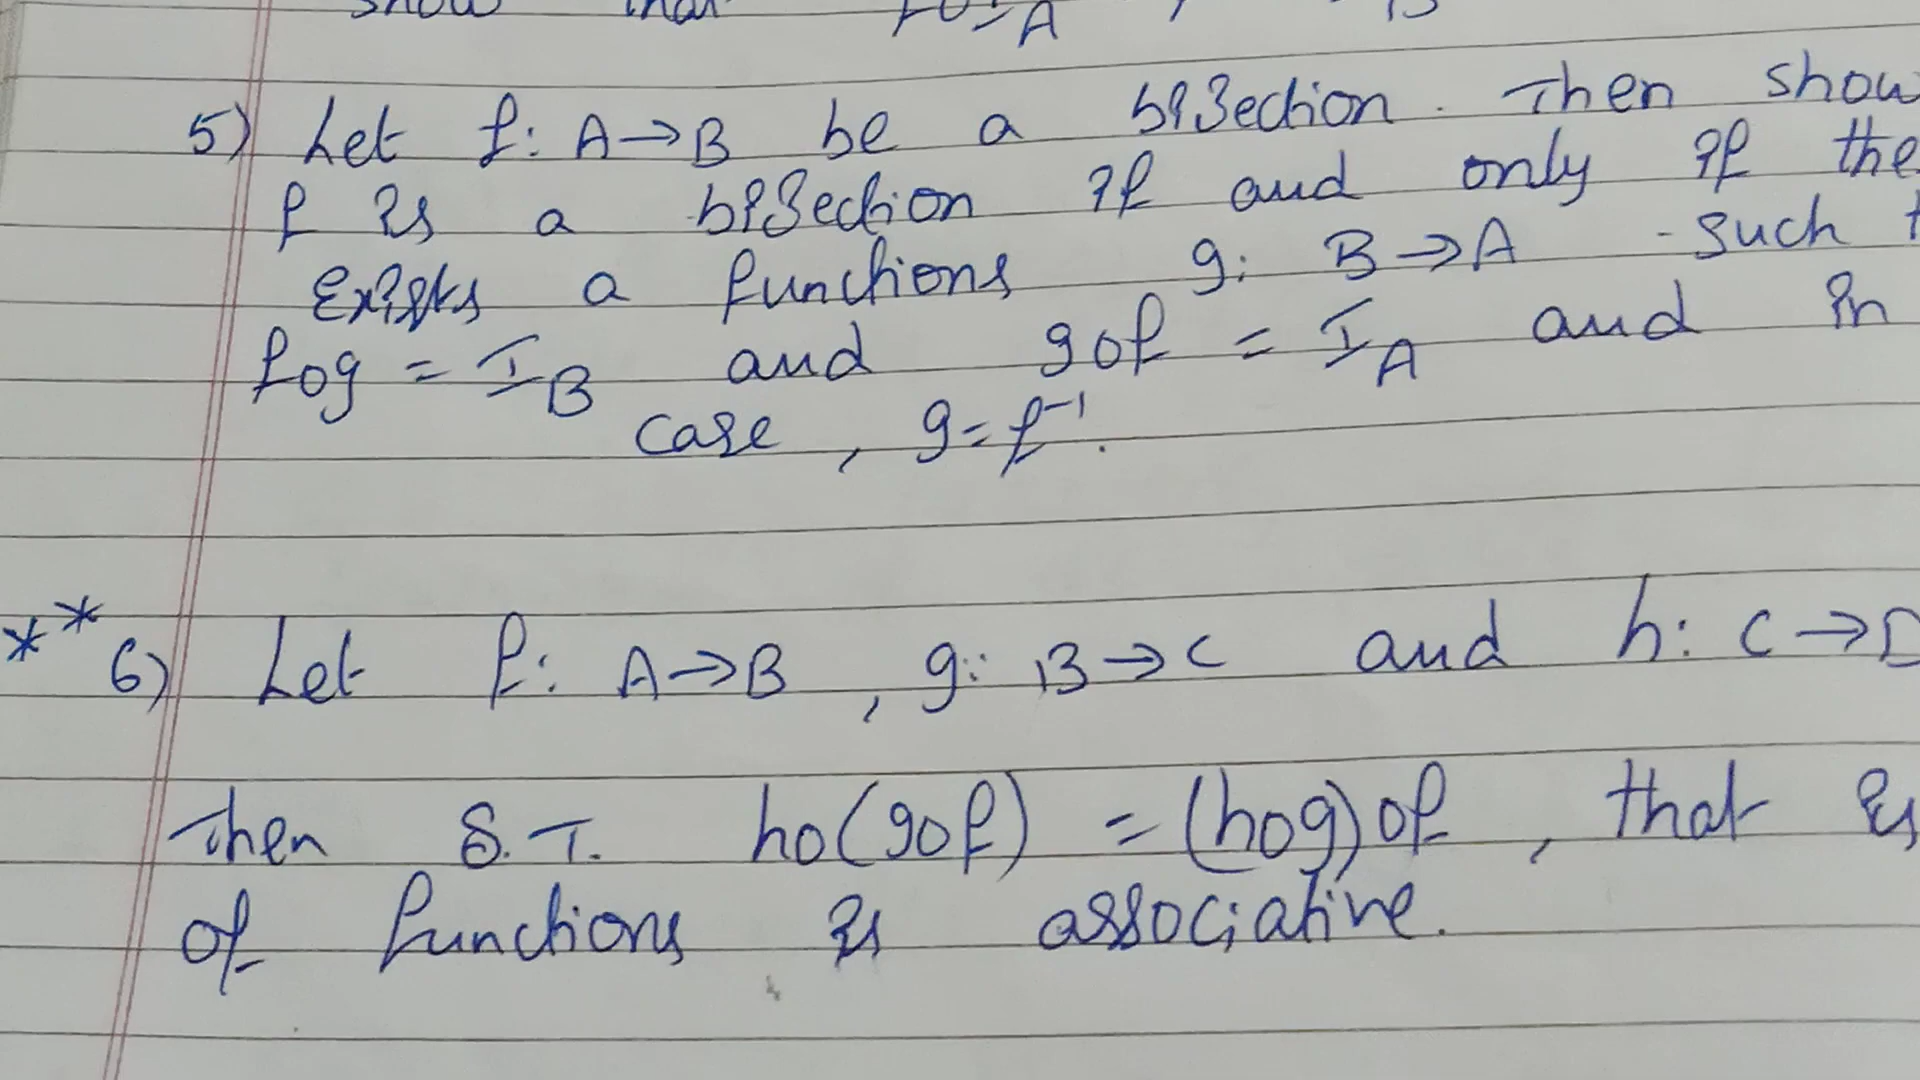 show that
5) Let f: A→B be a bijection. Then show
f is a bijection if and only if the
exists a functions g: B→A such
fog = I_B and gof = I_A and in
case, g=f⁻¹.
** 6) Let f: A→B, g: B→C and h: C→D
Then S.T. ho(gof) = (hog)of, that is
of functions is associative.